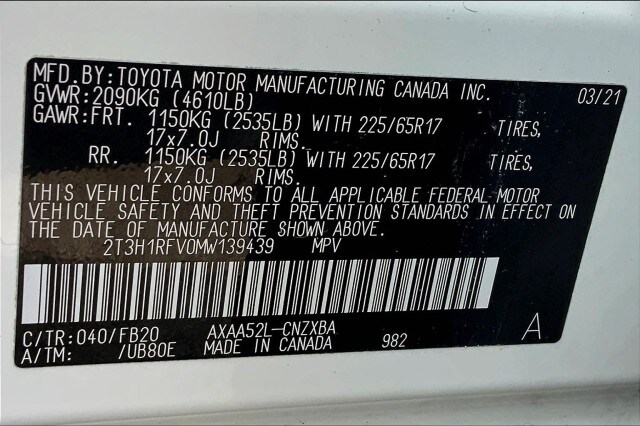 MFD.BY:TOYOTA MOTOR MANUFACTURING CANADA INC. 03/21
GVWR:2090KG (4610LB)
GAWR:FRT. 1150KG (2535LB) WITH 225/65R17 TIRES,
17x7.0J RIMS.
RR. 1150KG (2535LB) WITH 225/65R17 TIRES,
17x7.0J RIMS.
THIS VEHICLE CONFORMS TO ALL APPLICABLE FEDERAL MOTOR
VEHICLE SAFETY AND THEFT PREVENTION STANDARDS IN EFFECT ON
THE DATE OF MANUFACTURE SHOWN ABOVE.
2T3H1RFV0MW139439 MPV
C/TR:040/FB20 AXAA52L-CNZXBA A
A/TM: /UB80E MADE IN CANADA 982